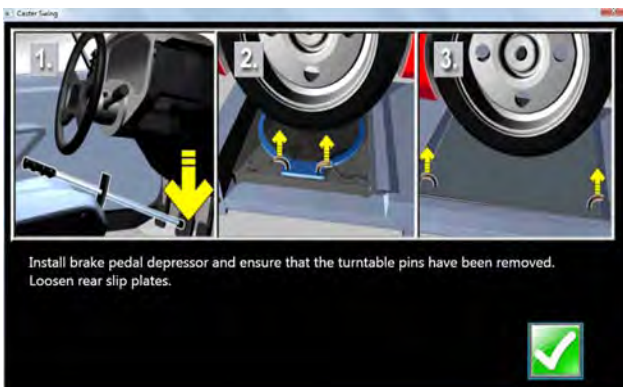 Caster Swing
1. 2. 3.
Install brake pedal depressor and ensure that the turntable pins have been removed.
Loosen rear slip plates.